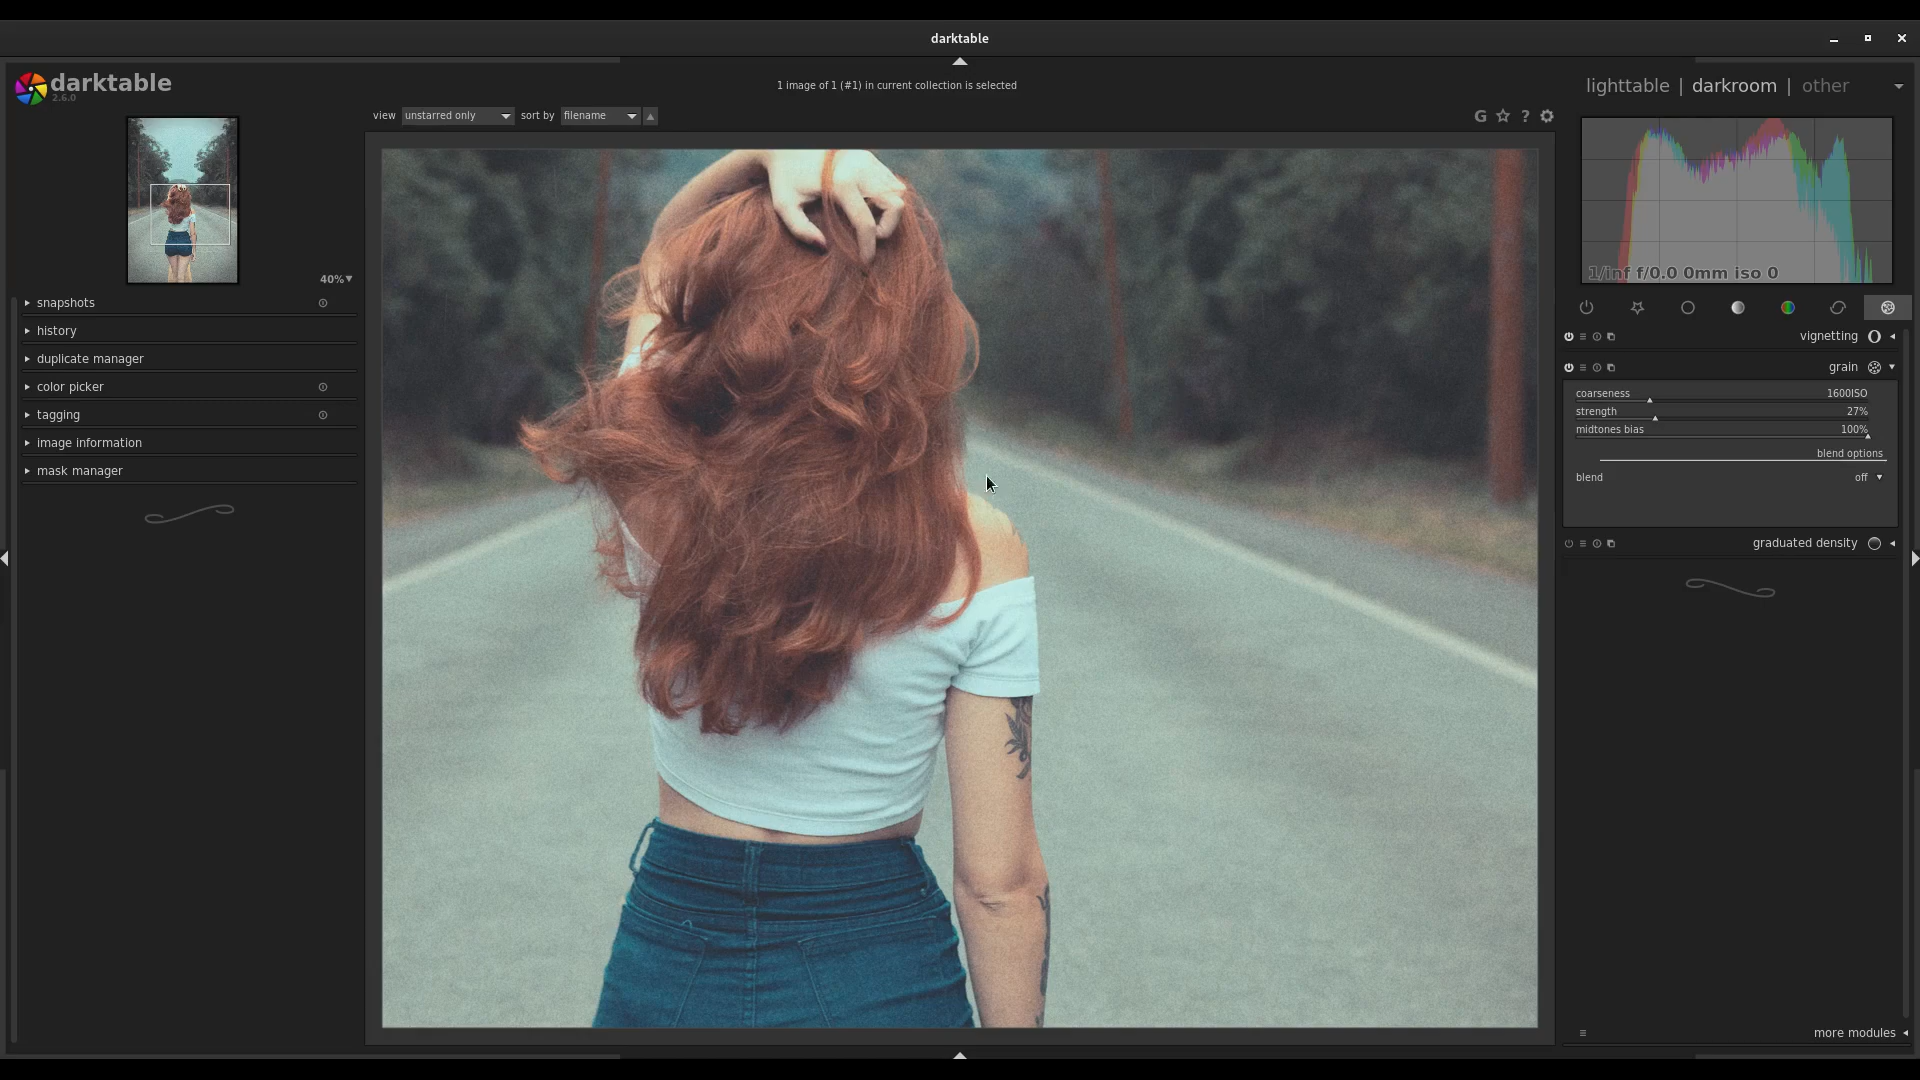 darktable
darktable
2.6.0
1 image of 1 (#1) in current collection is selected
lighttable | darkroom | other
view unstarred only sort by filename
G ?
1/inf f/0.0 0mm iso 0
40%
snapshots
history
duplicate manager
color picker
tagging
image information
mask manager
vignetting
grain
coarseness 1600ISO
strength 27%
midtones bias 100%
blend options
blend off
graduated density
more modules